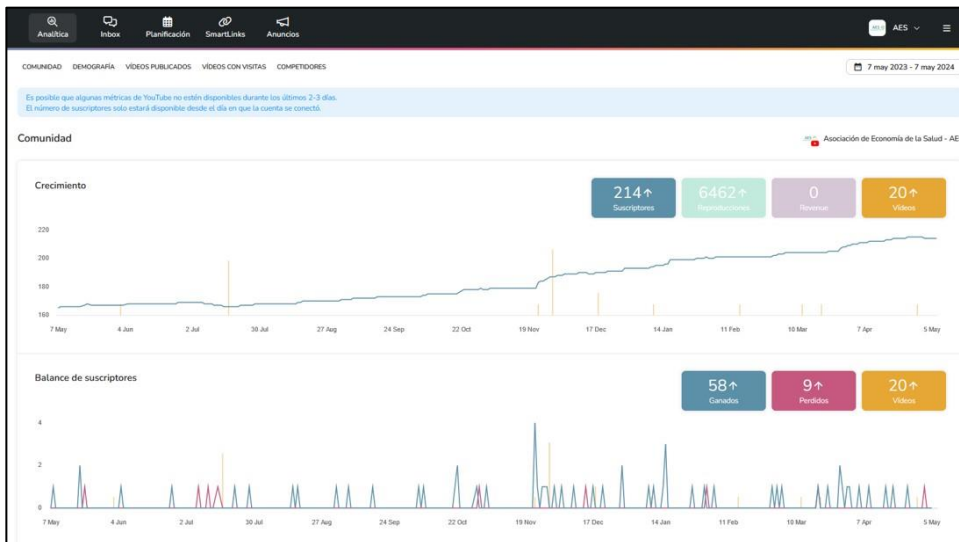 Analítica Inbox Planificación SmartLinks Anuncios AES
COMUNIDAD DEMOGRAFÍA VÍDEOS PUBLICADOS VÍDEOS CON VISITAS COMPETIDORES 7 may 2023 - 7 may 2024
Es posible que algunas métricas de YouTube no estén disponibles durante los últimos 2-3 días.
El número de suscriptores solo estará disponible desde el día en que la cuenta se conectó.
Comunidad Asociación de Economía de la Salud - AE
Crecimiento
214↑ 6462↑ 0 20↑
Suscriptores Reproducciones Revenue Vídeos
220
200
180
160
7 May 4 Jun 2 Jul 30 Jul 27 Aug 24 Sep 22 Oct 19 Nov 17 Dec 14 Jan 11 Feb 10 Mar 7 Apr 5 May
Balance de suscriptores
58↑ 9↑ 20↑
Ganados Perdidos Vídeos
4
2
0
7 May 4 Jun 2 Jul 30 Jul 27 Aug 24 Sep 22 Oct 19 Nov 17 Dec 14 Jan 11 Feb 10 Mar 7 Apr 5 May